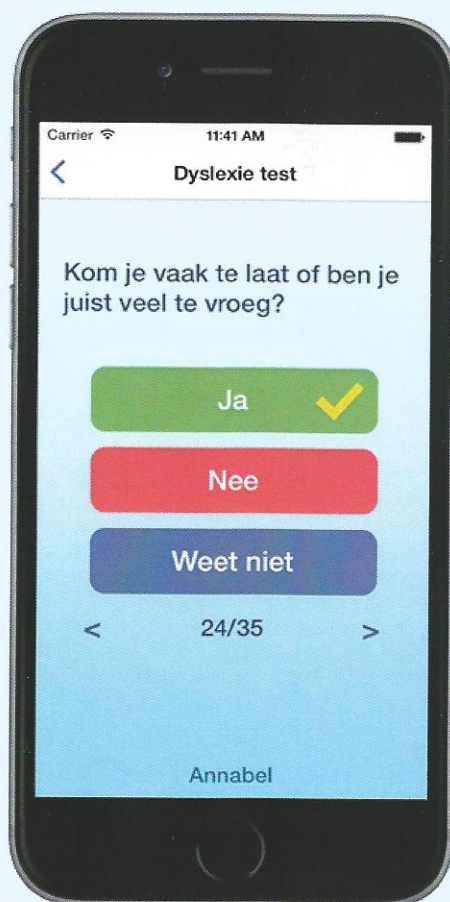 Carrier 11:41 AM
< Dyslexie test
Kom je vaak te laat of ben je
juist veel te vroeg?
Ja
Nee
Weet niet
< 24/35 >
Annabel